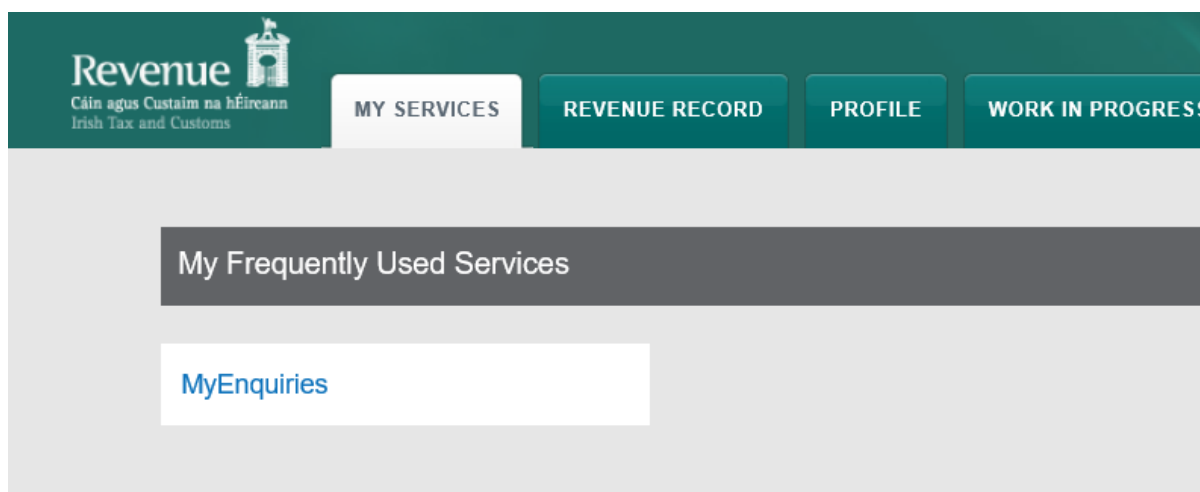 Revenue
Cáin agus Custaim na hÉireann
Irish Tax and Customs
MY SERVICES
REVENUE RECORD
PROFILE
WORK IN PROGRESS
My Frequently Used Services
MyEnquiries